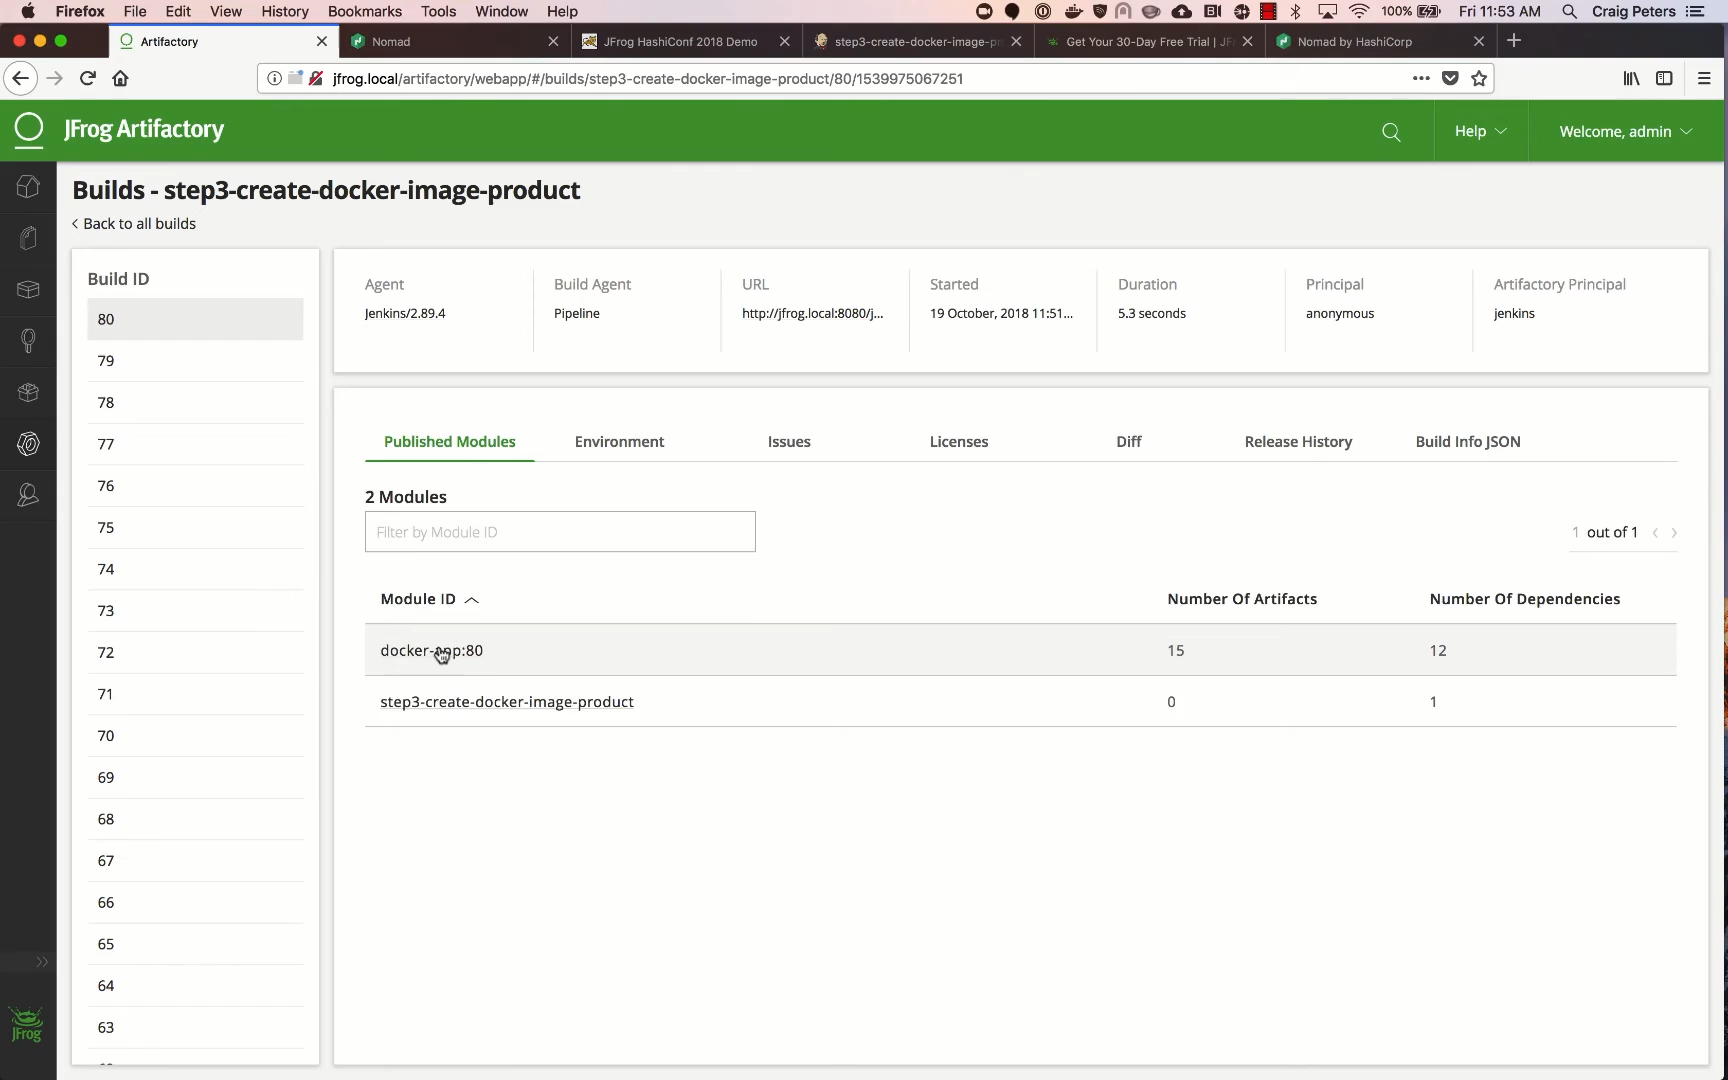 Firefox File Edit View History Bookmarks Tools Window Help 100% Fri 11:53 AM Craig Peters
Artifactory
Nomad
JFrog HashiConf 2018 Demo
step3-create-docker-image-pr
Get Your 30-Day Free Trial | JF
Nomad by HashiCorp
jfrog.local/artifactory/webapp/#/builds/step3-create-docker-image-product/80/1539975067251
JFrog Artifactory
Help
Welcome, admin
Builds - step3-create-docker-image-product
< Back to all builds
Build ID
80
79
78
77
76
75
74
73
72
71
70
69
68
67
66
65
64
63
Agent
Jenkins/2.89.4
Build Agent
Pipeline
URL
http://jfrog.local:8080/j...
Started
19 October, 2018 11:51...
Duration
5.3 seconds
Principal
anonymous
Artifactory Principal
jenkins
Published Modules Environment Issues Licenses Diff Release History Build Info JSON
2 Modules
Filter by Module ID
1 out of 1 < >
Module ID Number Of Artifacts Number Of Dependencies
docker-app:80 15 12
step3-create-docker-image-product 0 1
JFrog